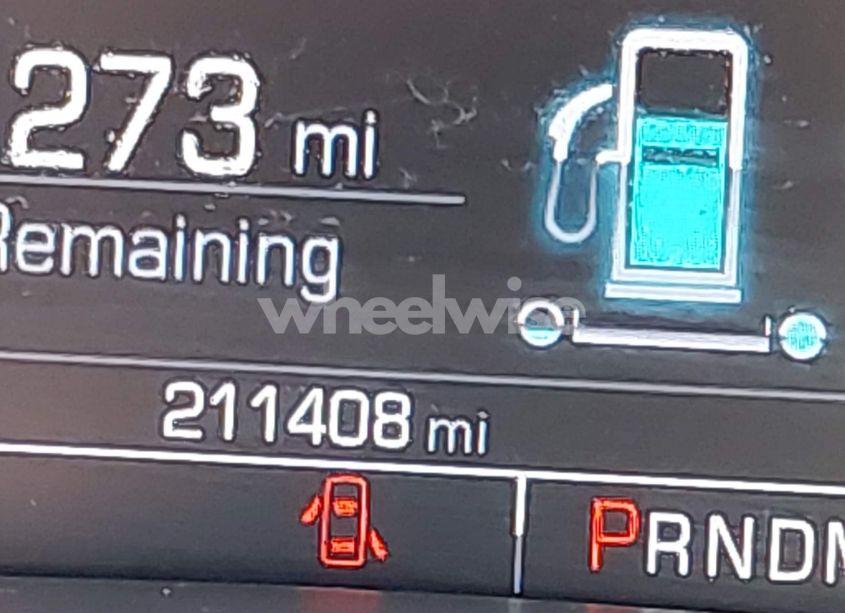 273 mi
Remaining
wheelwise
211408 mi
PRNDM